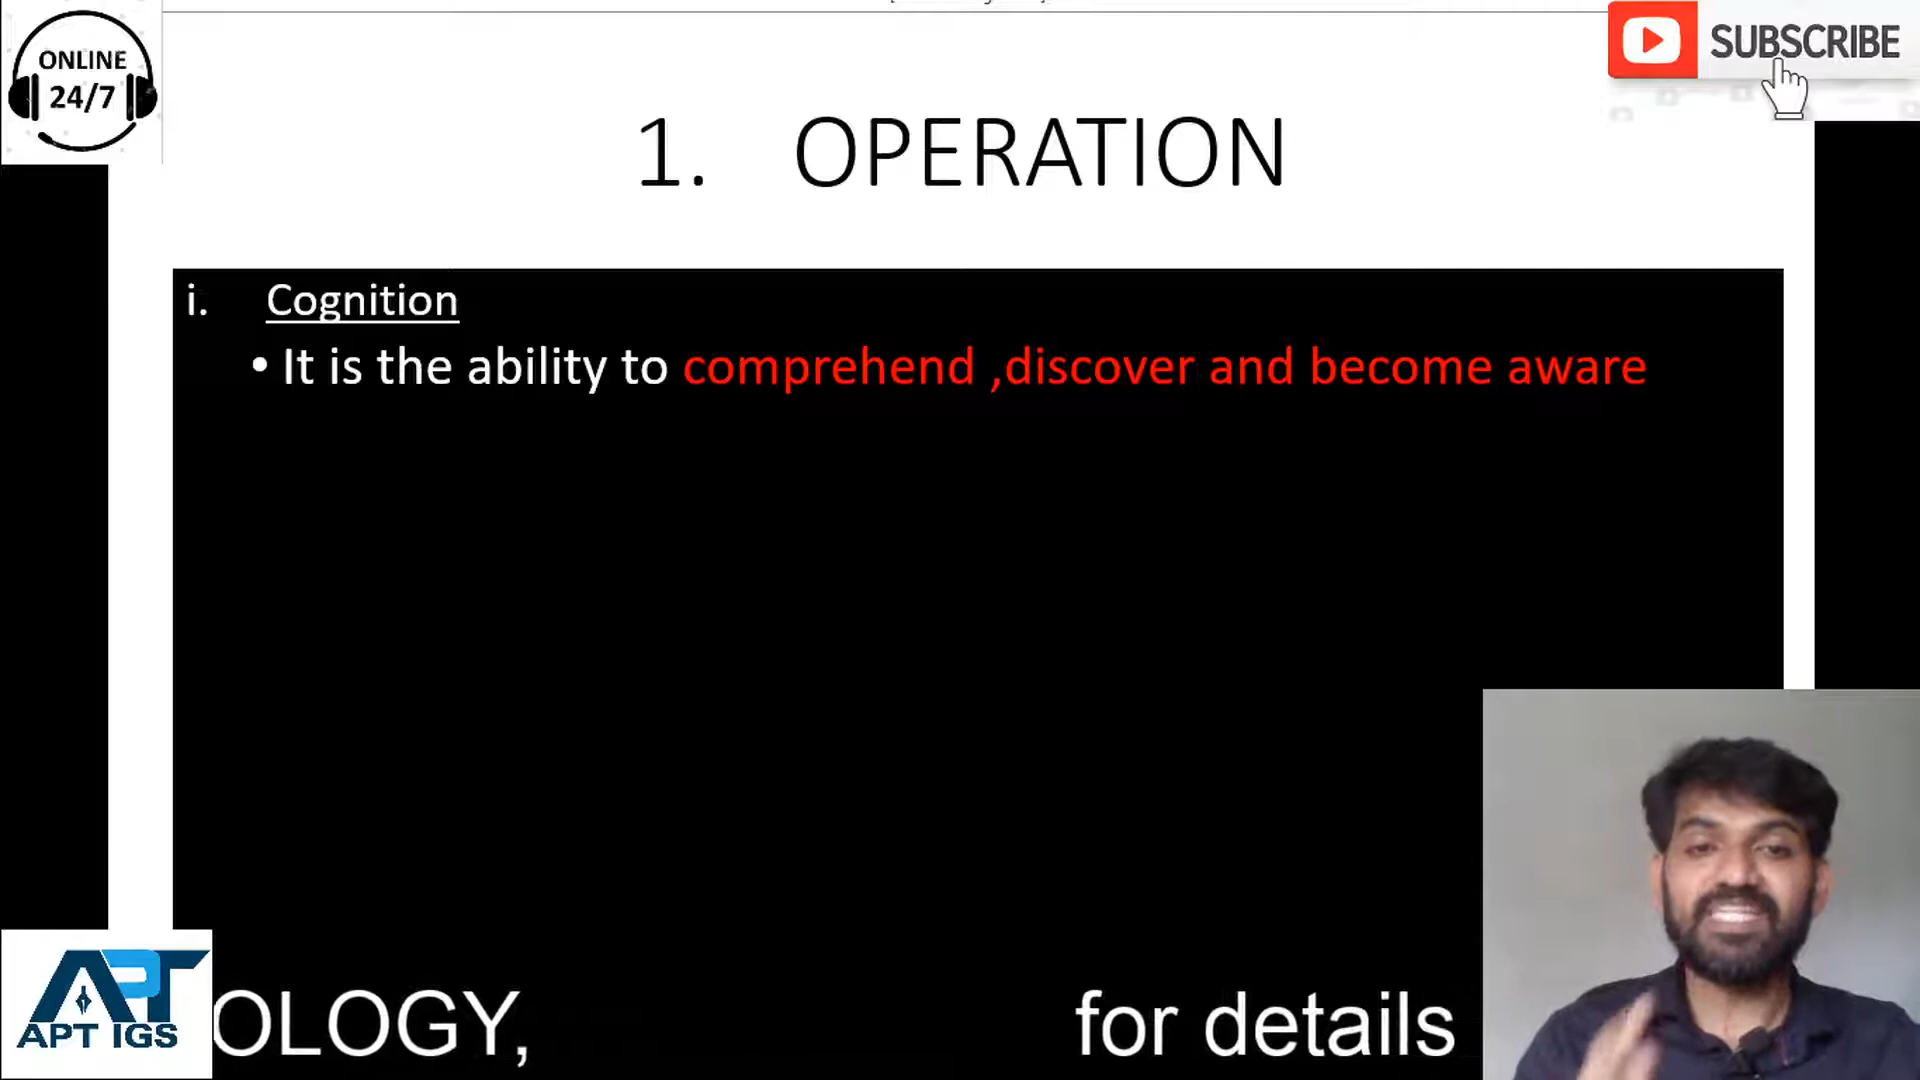 ONLINE
24/7
SUBSCRIBE
1. OPERATION
i. Cognition
• It is the ability to comprehend ,discover and become aware
APT IGS
OLOGY, for details